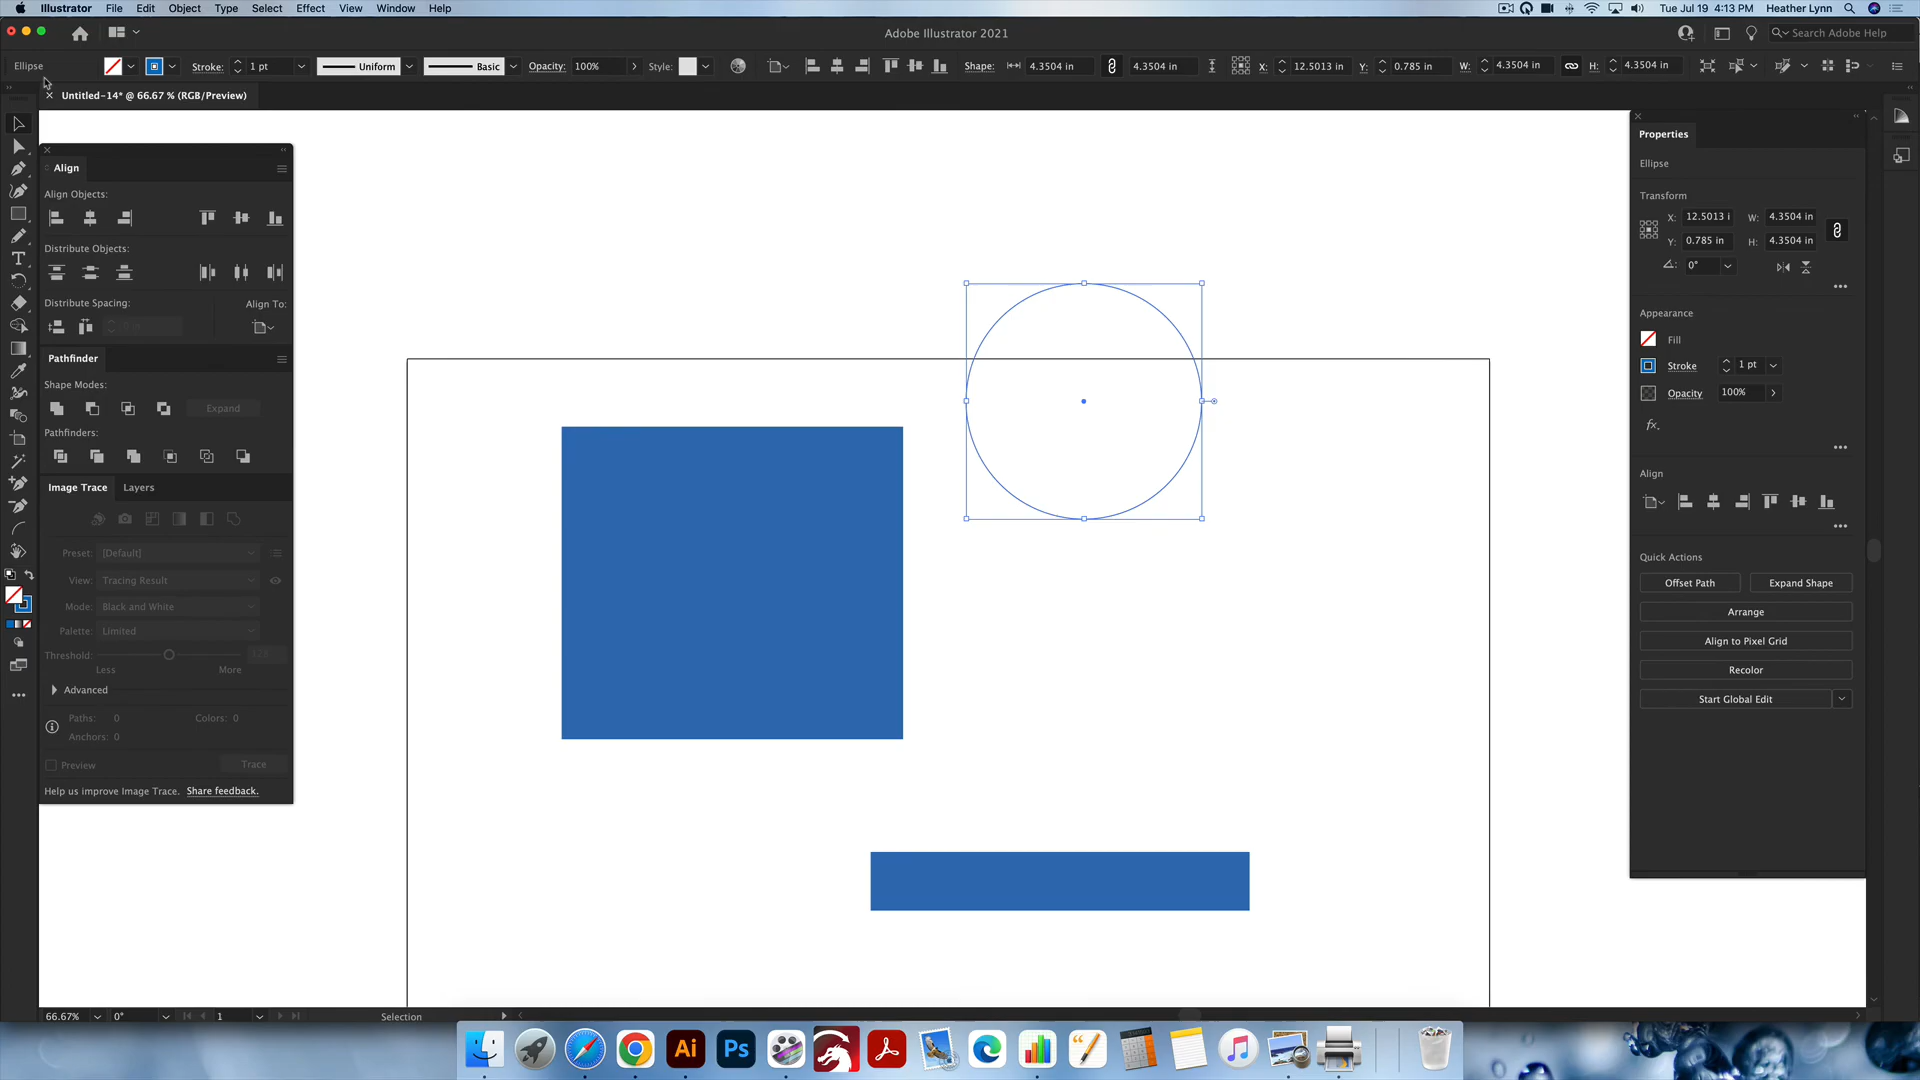 Illustrator File Edit Object Type Select Effect View Window Help
Tue Jul 19 4:13 PM Heather Lynn
Adobe Illustrator 2021
Search Adobe Help
Ellipse Stroke: 1 pt Uniform Basic Opacity: 100% Style: Shape: 4.3504 in 4.3504 in X: 12.5013 in Y: 0.785 in W: 4.3504 in H: 4.3504 in
Untitled-14* @ 66.67 % (RGB/Preview)
Align
Align Objects:
Distribute Objects:
Distribute Spacing:
Align To:
0 in
Pathfinder
Shape Modes:
Expand
Pathfinders:
Image Trace Layers
Preset: [Default]
View: Tracing Result
Mode: Black and White
Palette: Limited
Threshold: 128
Less More
Advanced
Paths: 0 Colors: 0
Anchors: 0
Preview Trace
Help us improve Image Trace. Share feedback.
Properties
Ellipse
Transform
X: 12.5013 i W: 4.3504 in
Y: 0.785 in H: 4.3504 in
0°
Appearance
Fill
Stroke 1 pt
Opacity 100%
fx.
Align
Quick Actions
Offset Path Expand Shape
Arrange
Align to Pixel Grid
Recolor
Start Global Edit
66.67% 0° 1 Selection
Ai Ps